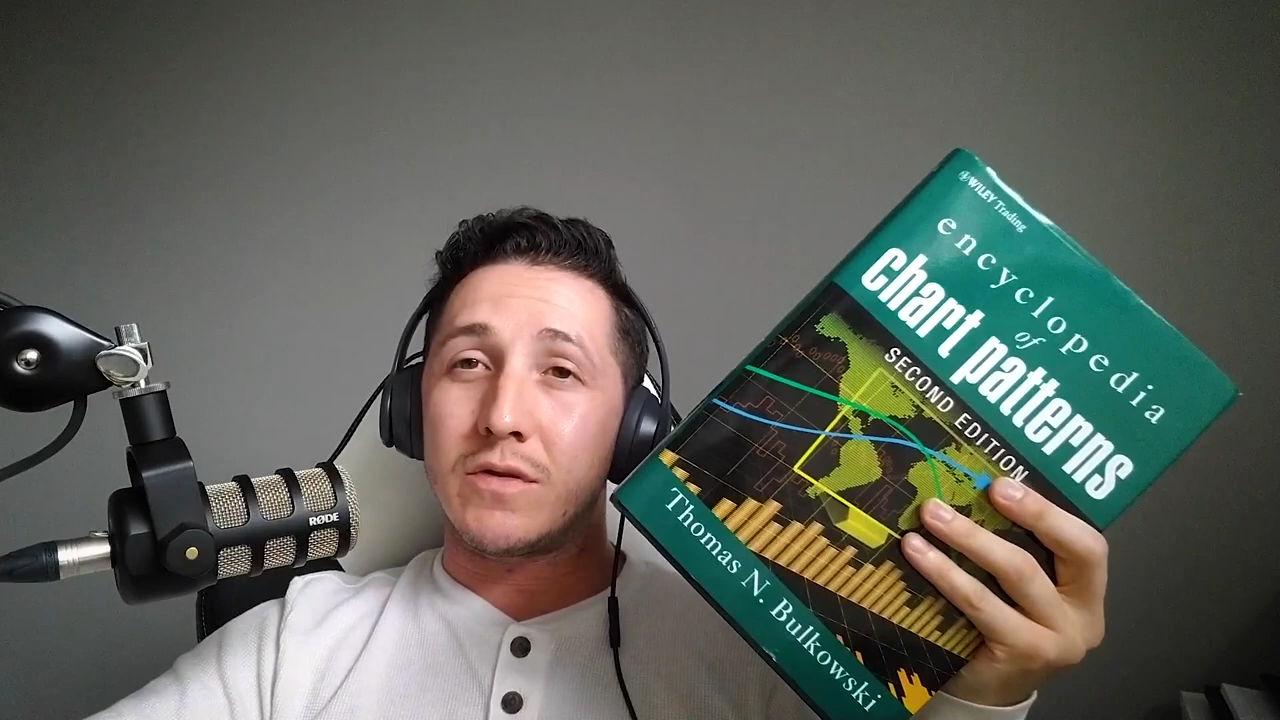 WILEY Trading
encyclopedia
of
chart patterns
SECOND EDITION
Thomas N. Bulkowski
RØDE